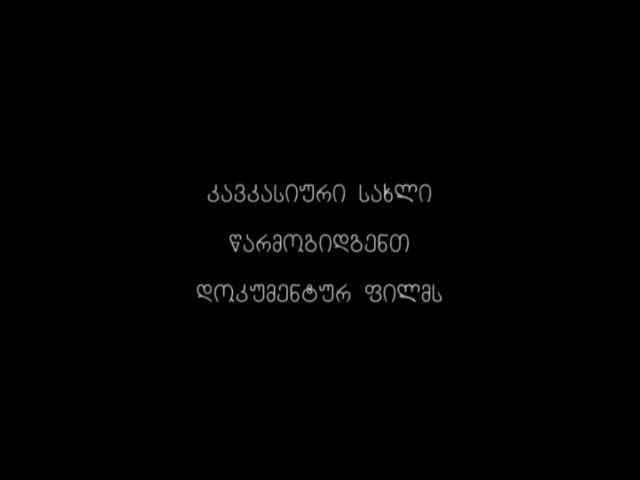 კავკასიური სახლი
წარმოგიდგენთ
დოკუმენტურ ფილმს